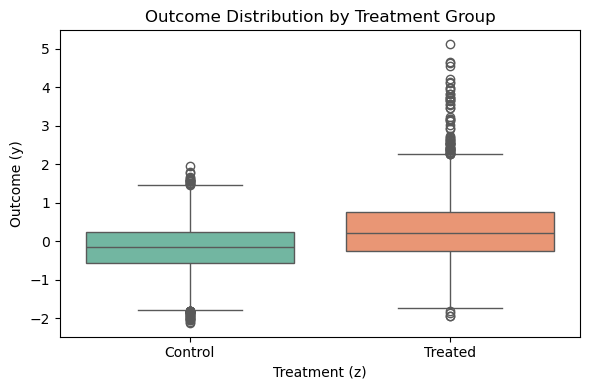 Outcome Distribution by Treatment Group
Outcome (y)
5
4
3
2
1
0
−1
−2
Control
Treated
Treatment (z)